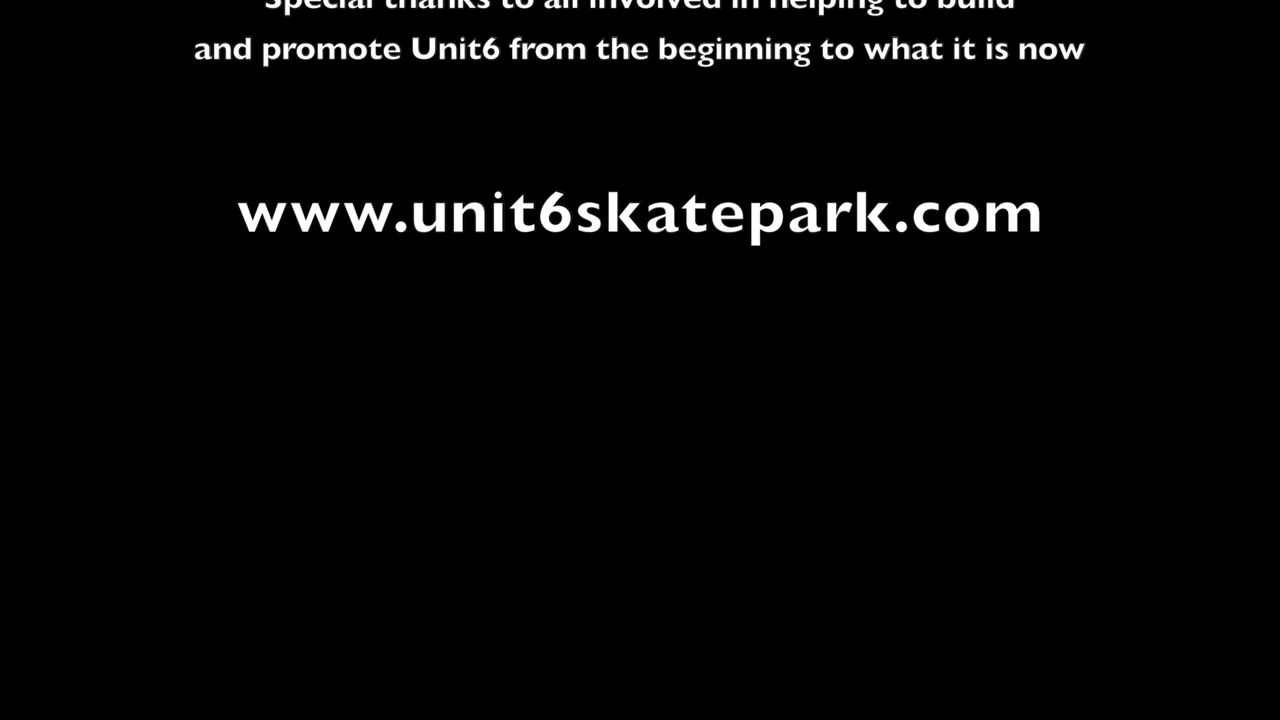 Special thanks to all involved in helping to build
and promote Unit6 from the beginning to what it is now
www.unit6skatepark.com